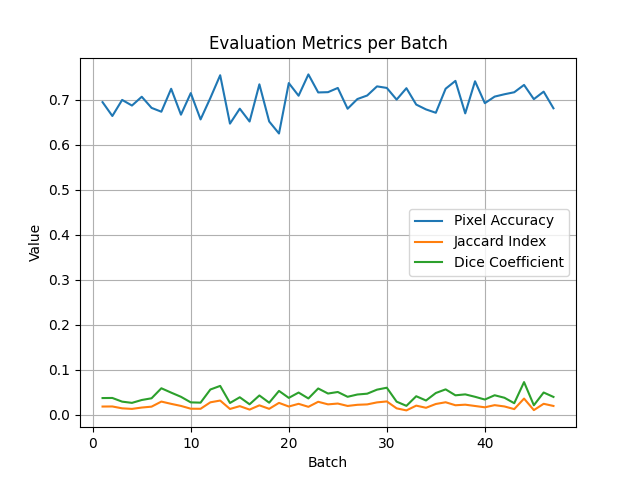 Evaluation Metrics per Batch
0.7
0.6
0.5
0.4
0.3
0.2
0.1
0.0
Value
Pixel Accuracy
Jaccard Index
Dice Coefficient
0 10 20 30 40
Batch